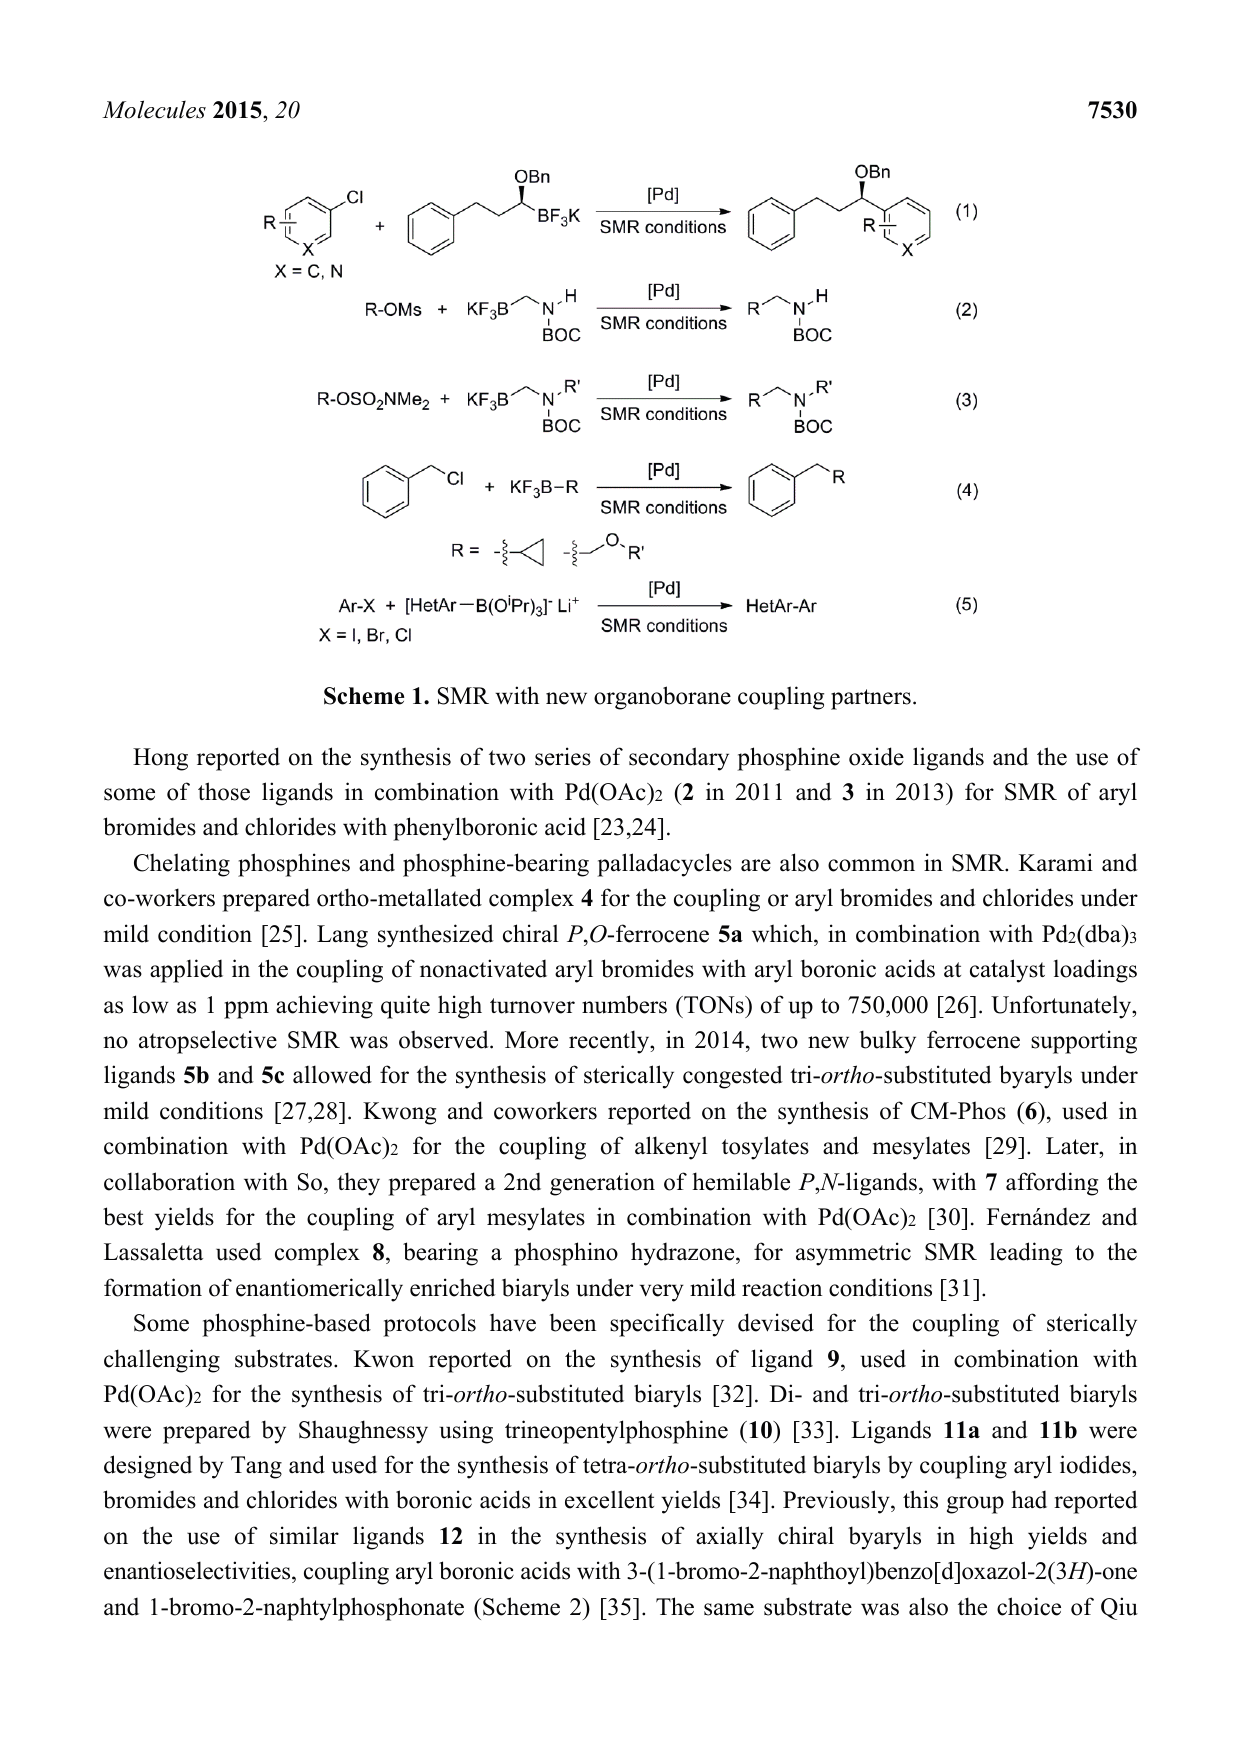 Molecules 2015, 20 7530
OBn OBn
Cl [Pd]
R + BF3K SMR conditions R (1)
X X
X = C, N
R-OMs + KF3B N H [Pd] R N H (2)
BOC SMR conditions BOC
R-OSO2NMe2 + KF3B N R' [Pd] R N R' (3)
BOC SMR conditions BOC
Cl + KF3B–R [Pd] R (4)
SMR conditions
R = O R'
Ar-X + [HetAr—B(OiPr)3]- Li+ [Pd] HetAr-Ar (5)
X = I, Br, Cl SMR conditions
Scheme 1. SMR with new organoborane coupling partners.
Hong reported on the synthesis of two series of secondary phosphine oxide ligands and the use of
some of those ligands in combination with Pd(OAc)2 (2 in 2011 and 3 in 2013) for SMR of aryl
bromides and chlorides with phenylboronic acid [23,24].
Chelating phosphines and phosphine-bearing palladacycles are also common in SMR. Karami and
co-workers prepared ortho-metallated complex 4 for the coupling or aryl bromides and chlorides under
mild condition [25]. Lang synthesized chiral P,O-ferrocene 5a which, in combination with Pd2(dba)3
was applied in the coupling of nonactivated aryl bromides with aryl boronic acids at catalyst loadings
as low as 1 ppm achieving quite high turnover numbers (TONs) of up to 750,000 [26]. Unfortunately,
no atropselective SMR was observed. More recently, in 2014, two new bulky ferrocene supporting
ligands 5b and 5c allowed for the synthesis of sterically congested tri-ortho-substituted byaryls under
mild conditions [27,28]. Kwong and coworkers reported on the synthesis of CM-Phos (6), used in
combination with Pd(OAc)2 for the coupling of alkenyl tosylates and mesylates [29]. Later, in
collaboration with So, they prepared a 2nd generation of hemilable P,N-ligands, with 7 affording the
best yields for the coupling of aryl mesylates in combination with Pd(OAc)2 [30]. Fernández and
Lassaletta used complex 8, bearing a phosphino hydrazone, for asymmetric SMR leading to the
formation of enantiomerically enriched biaryls under very mild reaction conditions [31].
Some phosphine-based protocols have been specifically devised for the coupling of sterically
challenging substrates. Kwon reported on the synthesis of ligand 9, used in combination with
Pd(OAc)2 for the synthesis of tri-ortho-substituted biaryls [32]. Di- and tri-ortho-substituted biaryls
were prepared by Shaughnessy using trineopentylphosphine (10) [33]. Ligands 11a and 11b were
designed by Tang and used for the synthesis of tetra-ortho-substituted biaryls by coupling aryl iodides,
bromides and chlorides with boronic acids in excellent yields [34]. Previously, this group had reported
on the use of similar ligands 12 in the synthesis of axially chiral byaryls in high yields and
enantioselectivities, coupling aryl boronic acids with 3-(1-bromo-2-naphthoyl)benzo[d]oxazol-2(3H)-one
and 1-bromo-2-naphtylphosphonate (Scheme 2) [35]. The same substrate was also the choice of Qiu